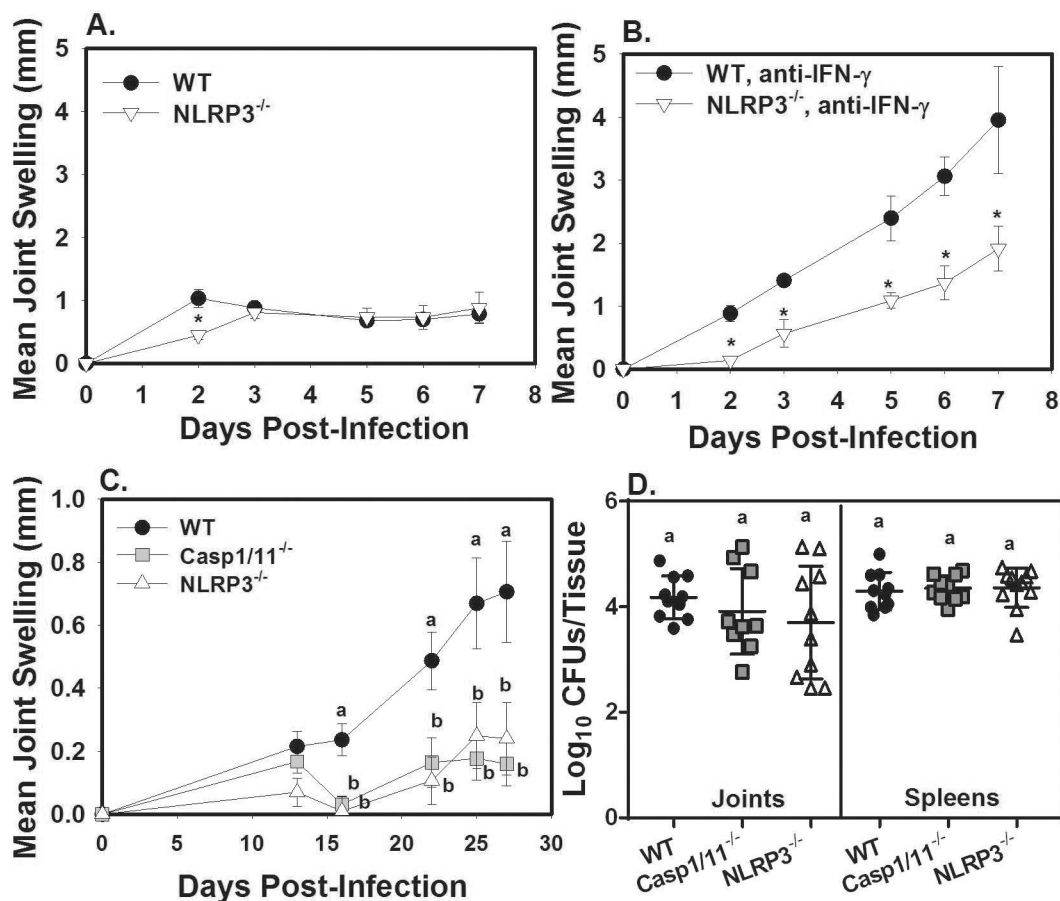 A.
Mean Joint Swelling (mm)
5
4
3
2
1
0
WT
NLRP3-/-
*
0 1 2 3 4 5 6 7 8
Days Post-Infection
B.
Mean Joint Swelling (mm)
5
4
3
2
1
0
WT, anti-IFN-γ
NLRP3-/-, anti-IFN-γ
* * * * *
0 1 2 3 4 5 6 7 8
Days Post-Infection
C.
Mean Joint Swelling (mm)
1.0
0.8
0.6
0.4
0.2
0.0
WT
Casp1/11-/-
NLRP3-/-
a a a a
b b b
b b b b b
0 5 10 15 20 25 30
Days Post-Infection
D.
Log10 CFUs/Tissue
6
4
2
0
a a a a a a
Joints Spleens
WT Casp1/11-/- NLRP3-/- WT Casp1/11-/- NLRP3-/-